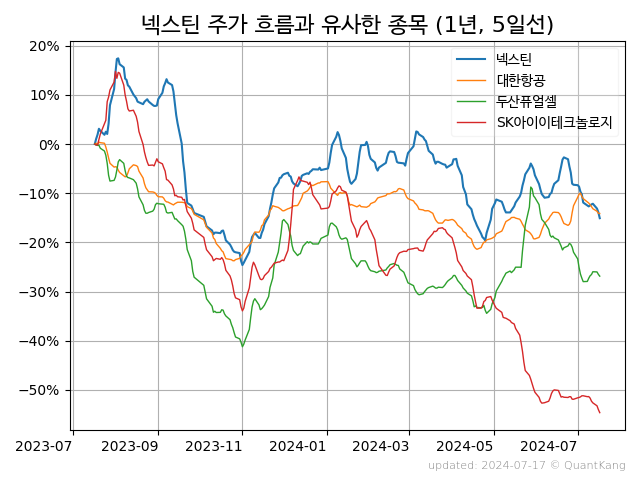 넥스틴 주가 흐름과 유사한 종목 (1년, 5일선)
넥스틴
대한항공
두산퓨얼셀
SK아이이테크놀로지
20%
10%
0%
−10%
−20%
−30%
−40%
−50%
2023-07 2023-09 2023-11 2024-01 2024-03 2024-05 2024-07
updated: 2024-07-17 © QuantKang